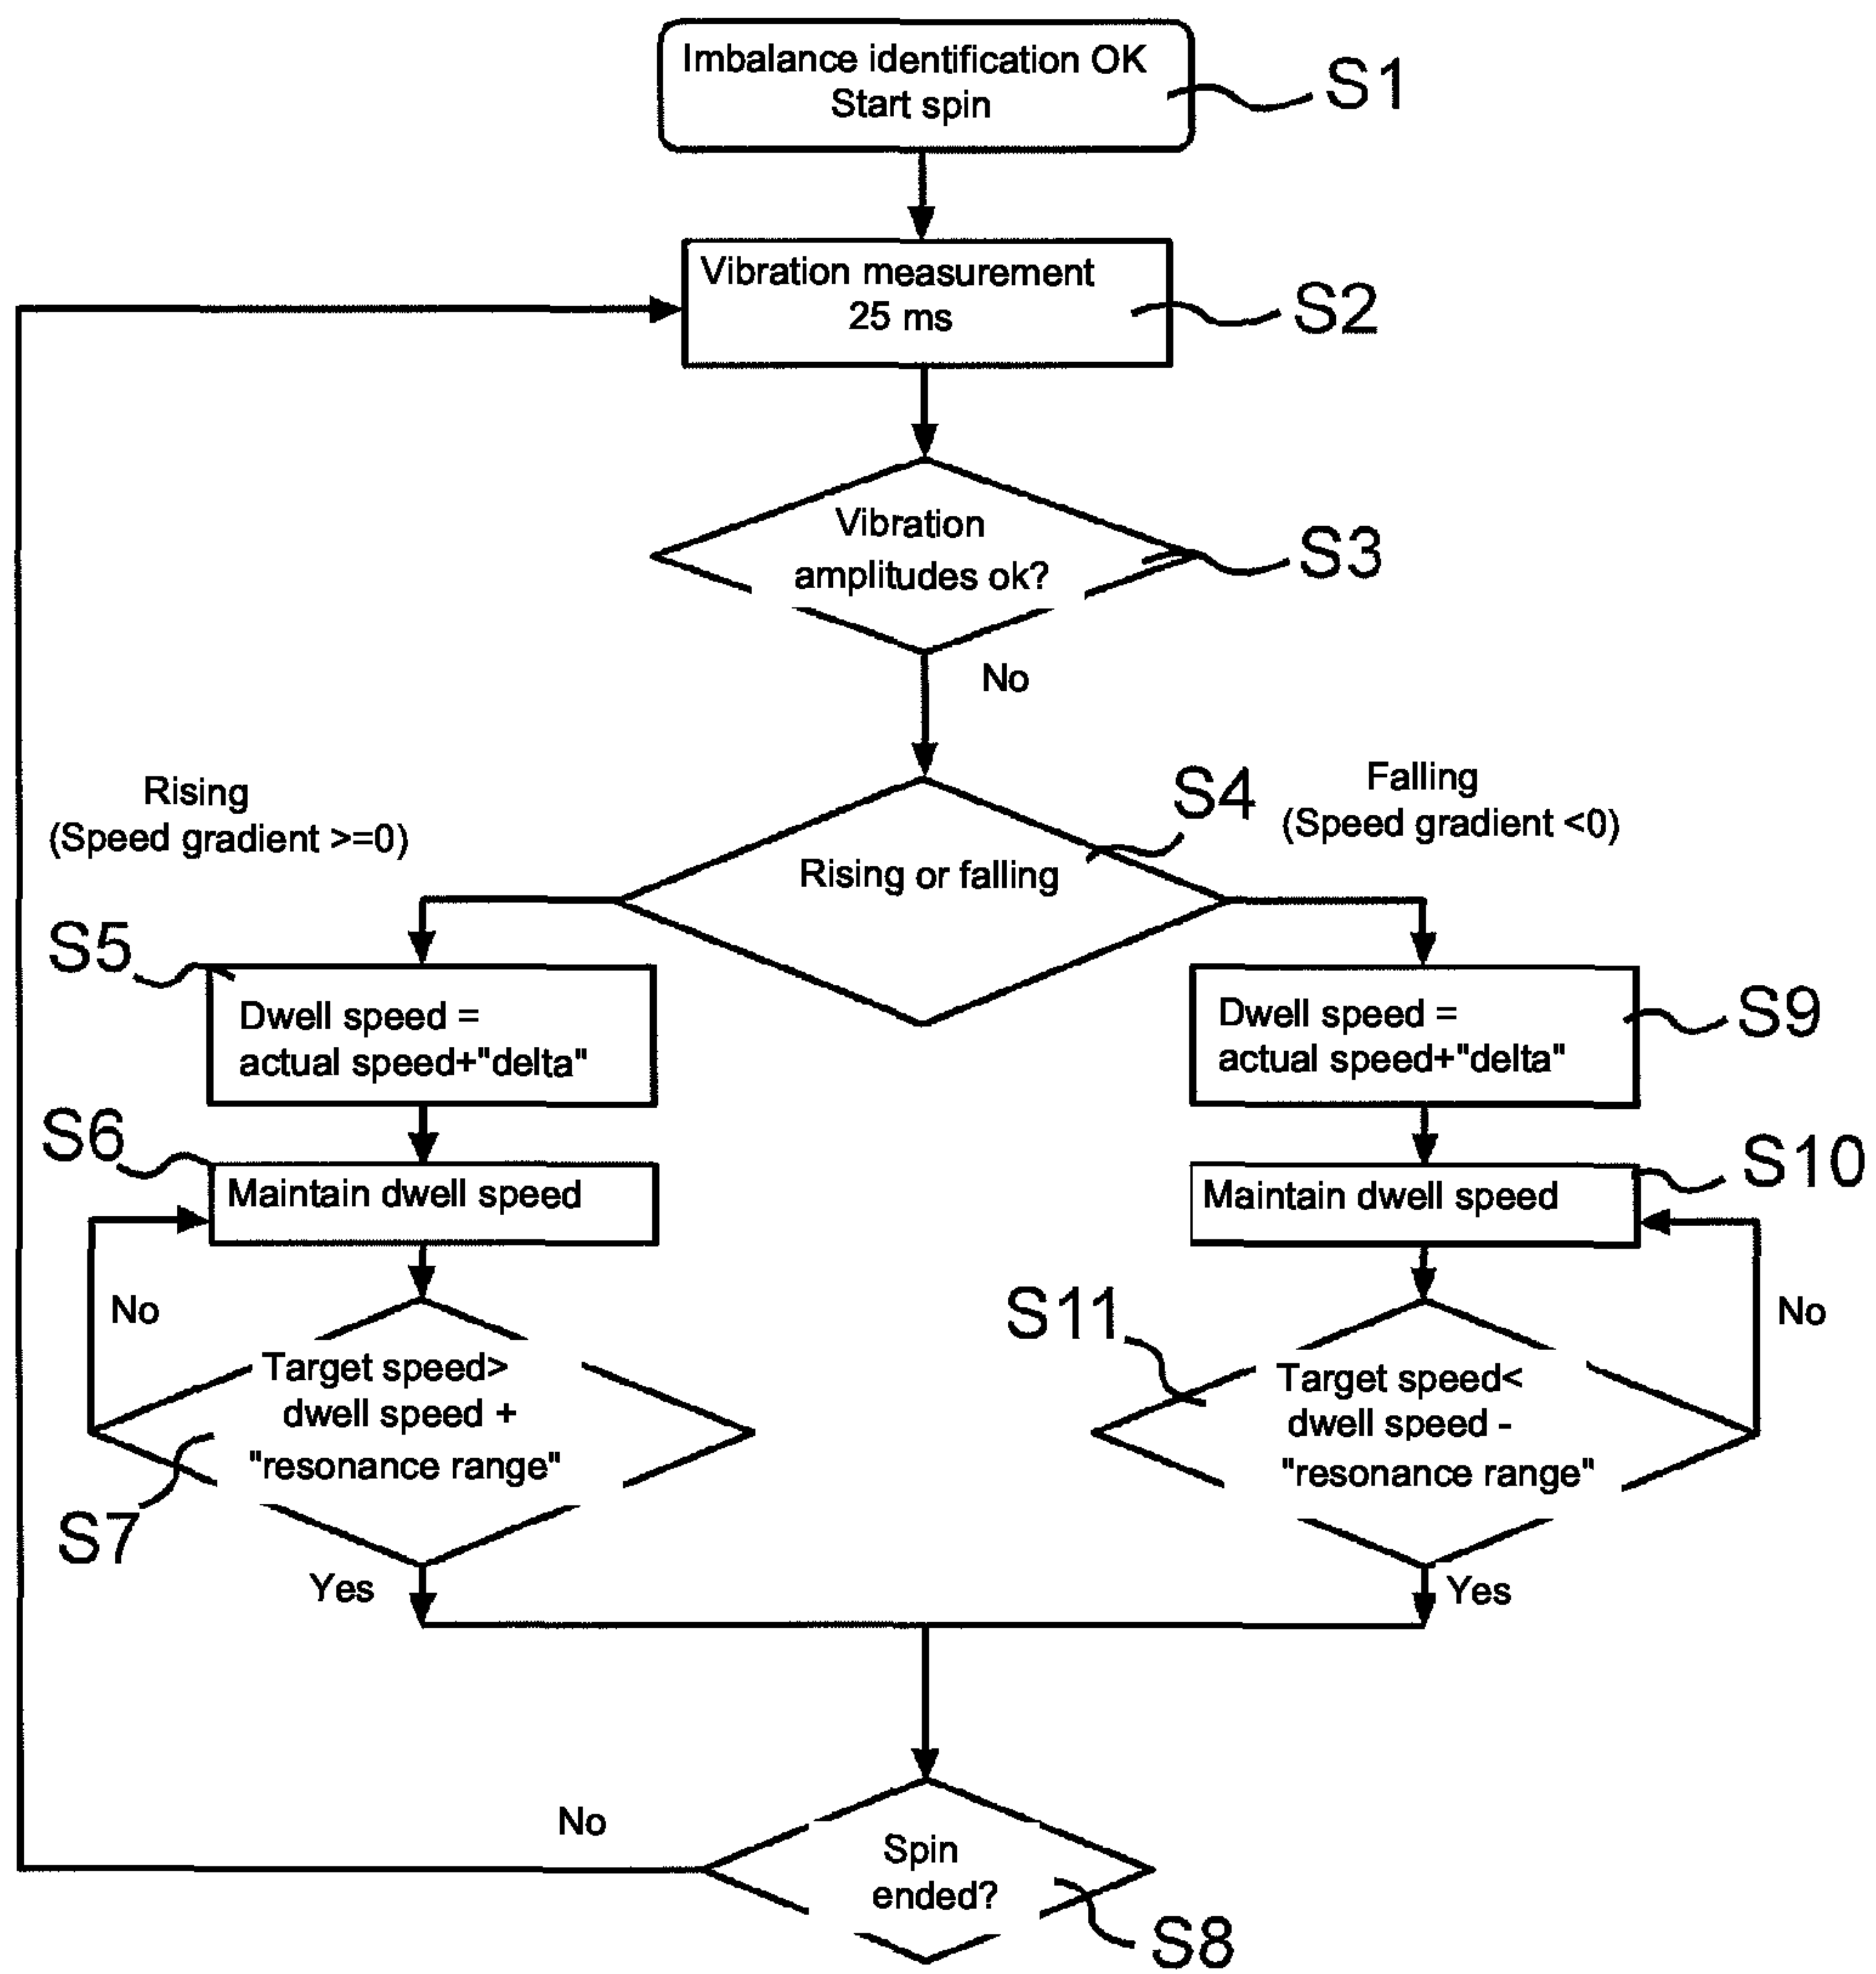 Imbalance identification OK
Start spin
S1
Vibration measurement
25 ms
S2
Vibration
amplitudes ok?
S3
No
Rising
(Speed gradient >=0)
S4
Falling
(Speed gradient <0)
Rising or falling
S5
Dwell speed =
actual speed+"delta"
Dwell speed =
actual speed+"delta"
S9
S6
Maintain dwell speed
Maintain dwell speed
S10
No
Target speed>
dwell speed +
"resonance range"
S7
Yes
S11
Target speed<
dwell speed -
"resonance range"
No
Yes
No
Spin
ended?
S8